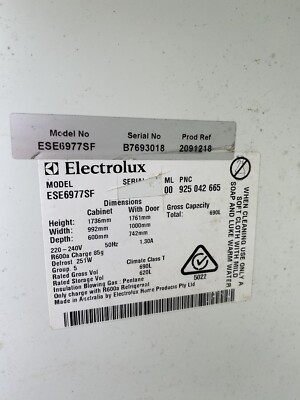 Model No Serial No Prod Ref
ESE6977SF B7693018 2091218
Electrolux
MODEL SERIAL ML PNC
ESE6977SF 00 925 042 665
Dimensions
Cabinet With Doors Gross Capacity
Height: 1736mm 1761mm 690L
Width: 992mm 1000mm
Depth: 600mm 742mm
220-240V 50Hz 1.30A
R600a Charge 85g
Defrost 251W Climate Class T
Group 5 690L
Rated Gross Vol 620L
Rated Storage Vol
Insulation Blowing Gas: Pentane
Only charge with R600a Refrigerant
Made in Australia by Electrolux Home Products Pty Ltd
5022
WHEN CLEANING USE ONLY A
SOFT CLOTH WITH MILD
SOAP AND LUKE WARM WATER